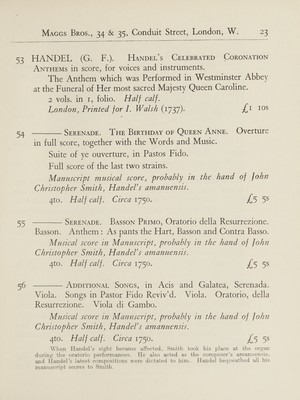 Maggs Bros., 34 & 35, Conduit Street, London, W. 23
53 HANDEL (G. F.). Handel's Celebrated Coronation
Anthems in score, for voices and instruments.
The Anthem which was Performed in Westminster Abbey
at the Funeral of Her most sacred Majesty Queen Caroline.
2 vols. in 1, folio. Half calf.
London, Printed for I. Walsh (1737). £1 10s
54 ——— Serenade. The Birthday of Queen Anne. Overture
in full score, together with the Words and Music.
Suite of ye ouverture, in Pastos Fido.
Full score of the last two strains.
Manuscript musical score, probably in the hand of John
Christopher Smith, Handel's amanuensis.
4to. Half calf. Circa 1750. £5 5s
55 ——— Serenade. Basson Primo, Oratorio della Resurrezione.
Basson. Anthem: As pants the Hart, Basson and Contra Basso.
Musical score in Manuscript, probably in the hand of John
Christopher Smith, Handel's amanuensis.
4to. Half calf. Circa 1750. £5 5s
56 ——— Additional Songs, in Acis and Galatea, Serenada.
Viola. Songs in Pastor Fido Reviv'd. Viola. Oratorio, della
Resurrezione. Viola di Gambo.
Musical score in Manuscript, probably in the hand of John
Christopher Smith, Handel's amanuensis.
4to. Half calf. Circa 1750. £5 5s
When Handel's sight became affected, Smith took his place at the organ
during the oratorio performances. He also acted as the composer's amanuensis,
and Handel's latest compositions were dictated to him. Handel bequeathed all his
manuscript scores to Smith.